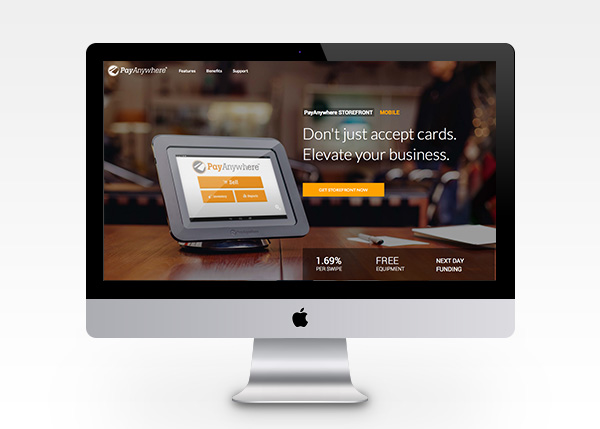 PayAnywhere
Features Benefits Support
PayAnywhere STOREFRONT MOBILE
Don't just accept cards.
Elevate your business.
GET STOREFRONT NOW
PayAnywhere
Sell
Inventory Reports
1.69%
PER SWIPE
FREE
EQUIPMENT
NEXT DAY
FUNDING